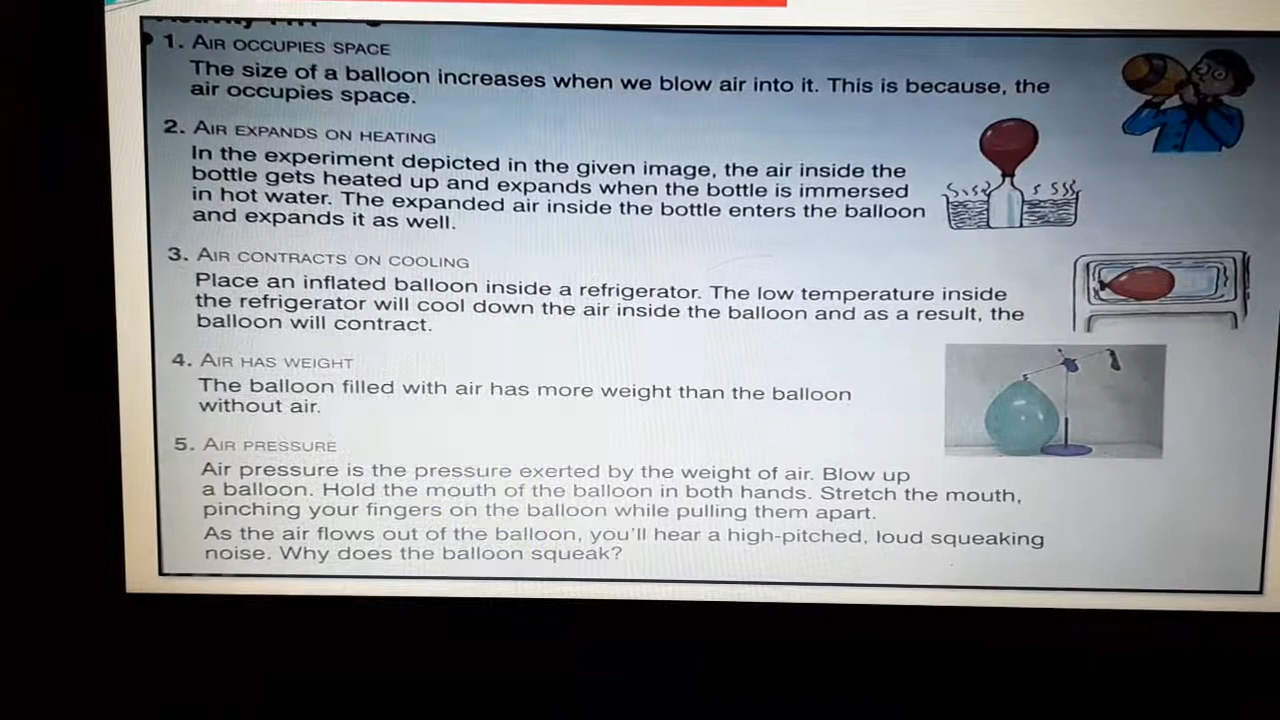 1. AIR OCCUPIES SPACE
The size of a balloon increases when we blow air into it. This is because, the
air occupies space.
2. AIR EXPANDS ON HEATING
In the experiment depicted in the given image, the air inside the
bottle gets heated up and expands when the bottle is immersed
in hot water. The expanded air inside the bottle enters the balloon
and expands it as well.
3. AIR CONTRACTS ON COOLING
Place an inflated balloon inside a refrigerator. The low temperature inside
the refrigerator will cool down the air inside the balloon and as a result, the
balloon will contract.
4. AIR HAS WEIGHT
The balloon filled with air has more weight than the balloon
without air.
5. AIR PRESSURE
Air pressure is the pressure exerted by the weight of air. Blow up
a balloon. Hold the mouth of the balloon in both hands. Stretch the mouth,
pinching your fingers on the balloon while pulling them apart.
As the air flows out of the balloon, you'll hear a high-pitched, loud squeaking
noise. Why does the balloon squeak?